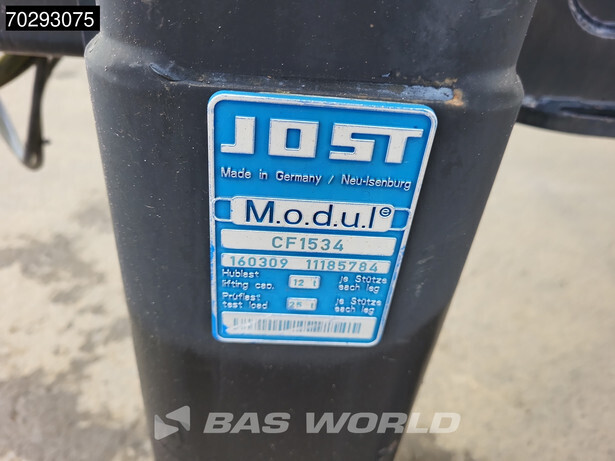 70293075
JOST
Made in Germany / Neu-Isenburg
M.o.d.u.l e
CF1534
160309 11185784
Hublast je Stütze
lifting cap. 12 t each leg
Prüflast je Stütze
test load 25 t each leg
BAS WORLD